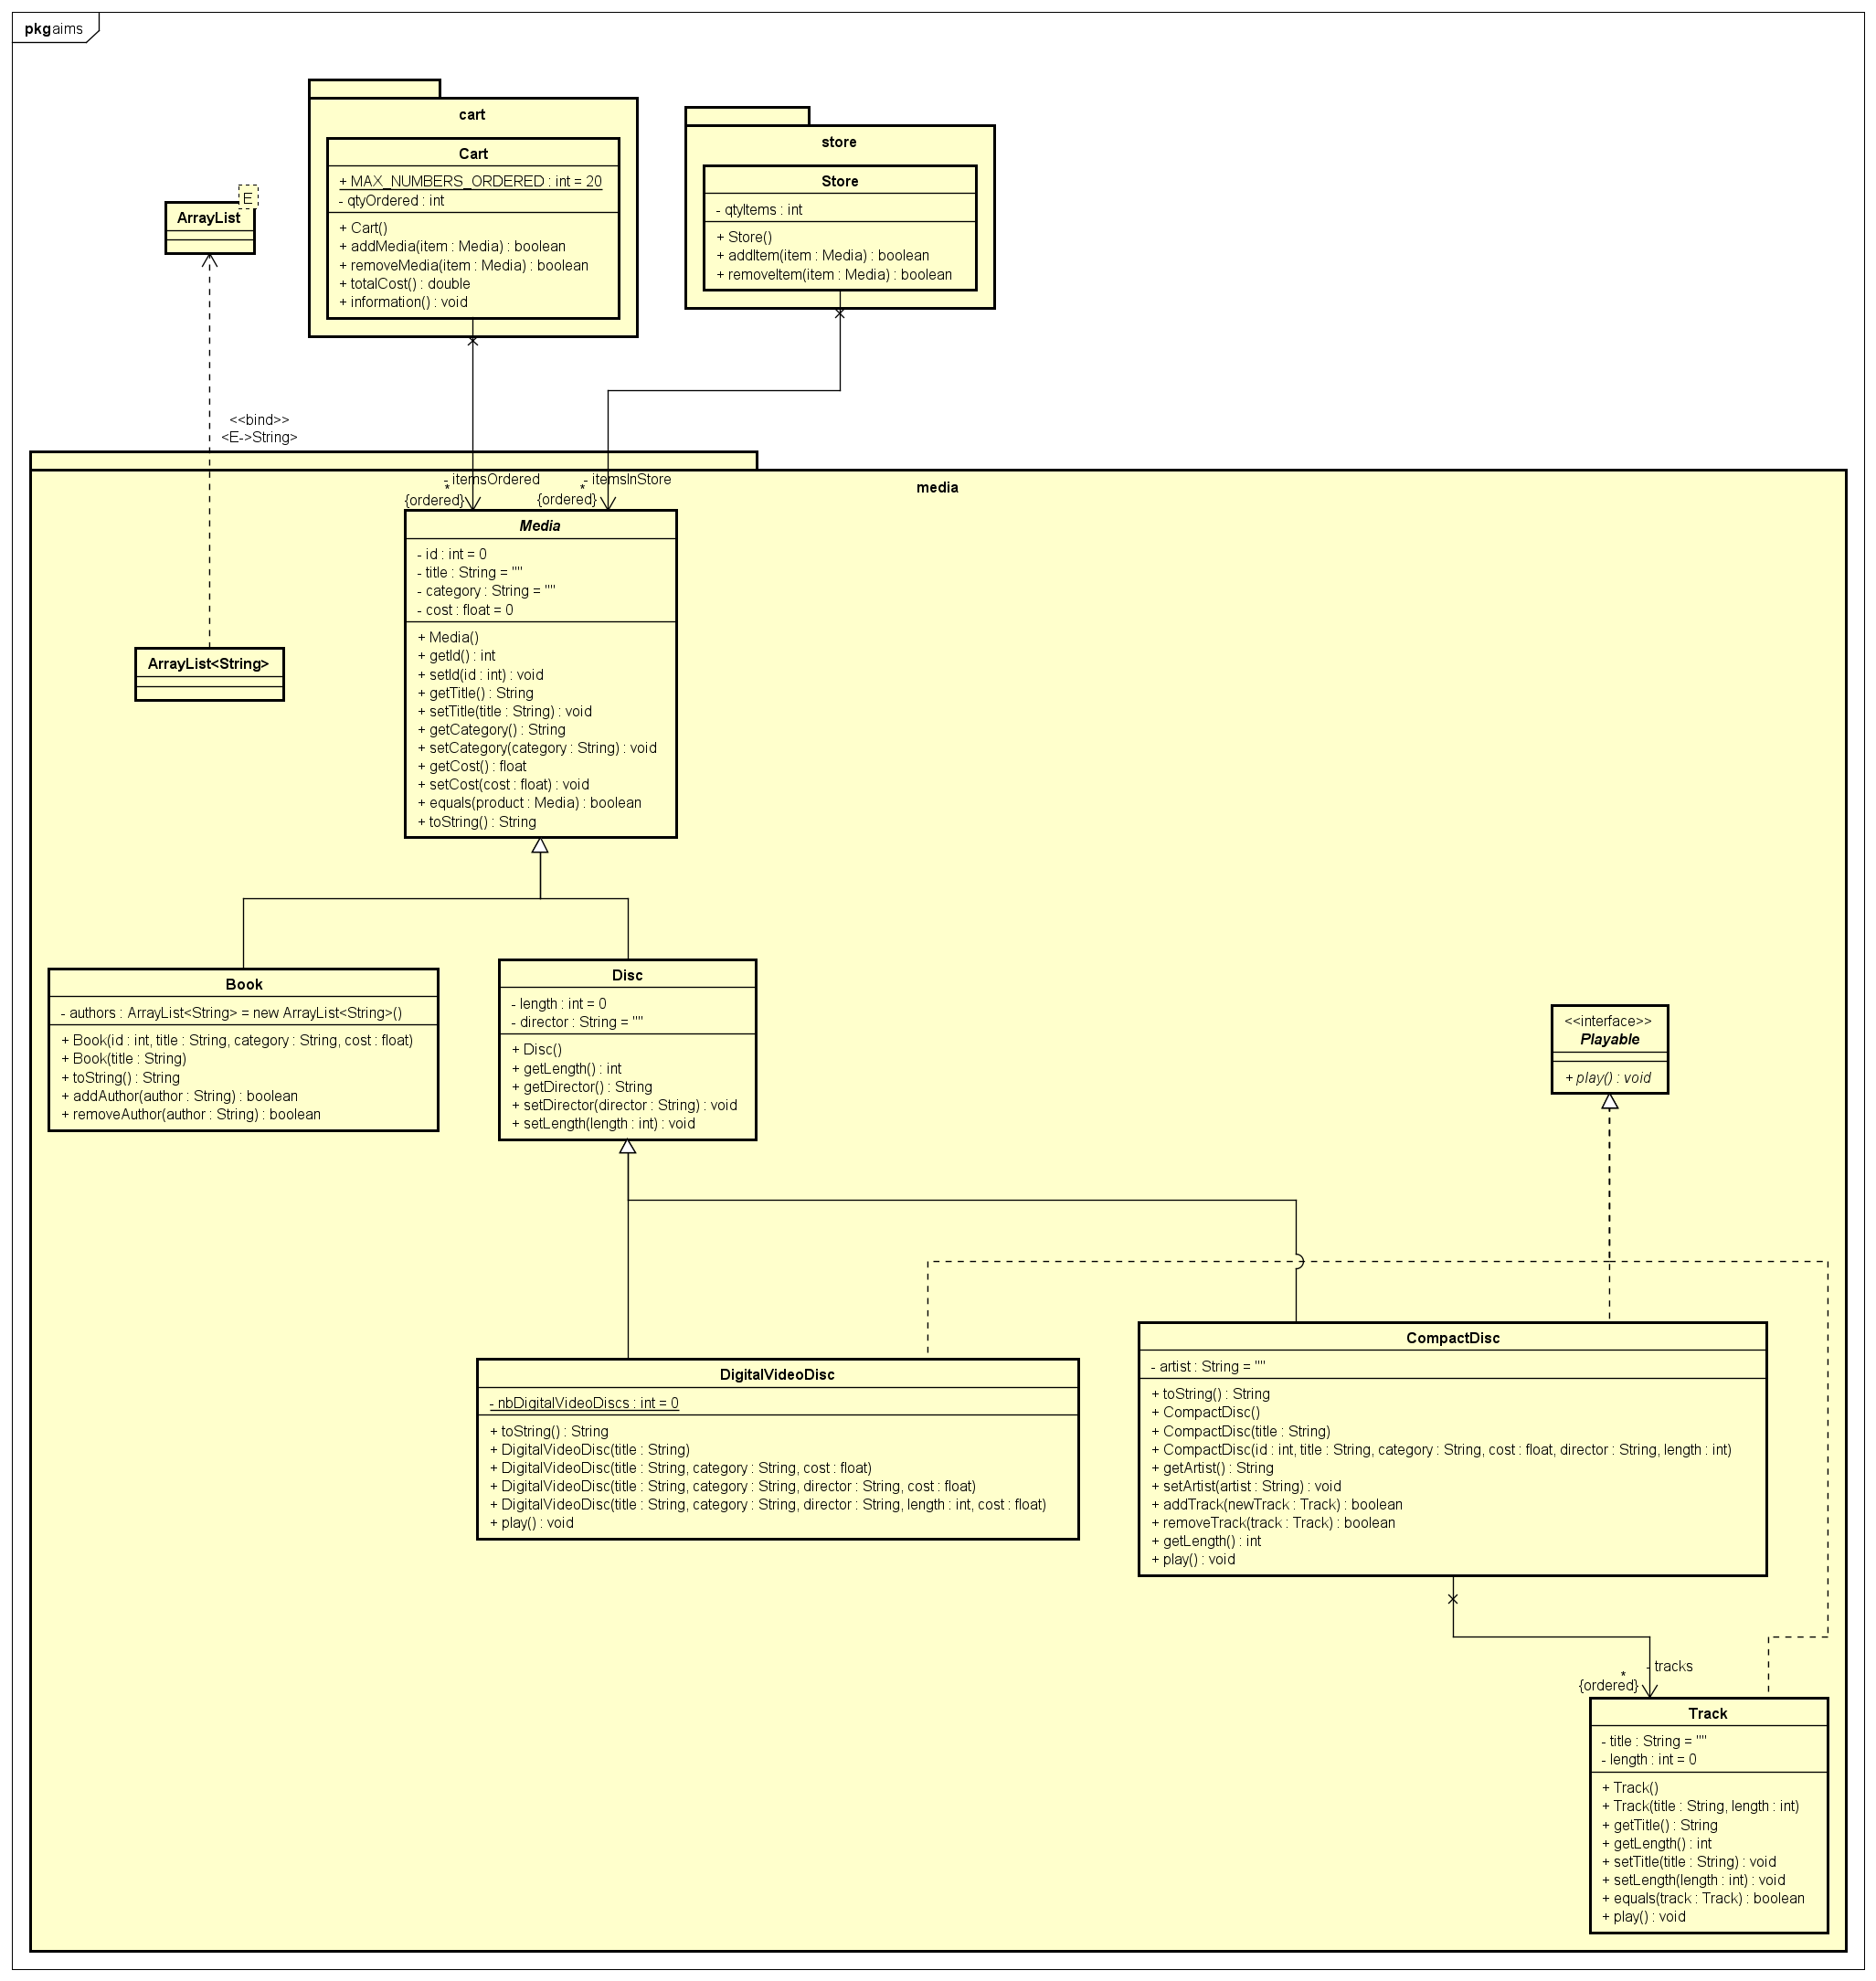 pkg aims
cart
Cart
+ MAX_NUMBERS_ORDERED : int = 20
- qtyOrdered : int
+ Cart()
+ addMedia(item : Media) : boolean
+ removeMedia(item : Media) : boolean
+ totalCost() : double
+ information() : void
store
Store
- qtyItems : int
+ Store()
+ addItem(item : Media) : boolean
+ removeItem(item : Media) : boolean
E
ArrayList
<<bind>>
<E->String>
media
- itemsOrdered
*
{ordered}
- itemsInStore
*
{ordered}
Media
- id : int = 0
- title : String = ""
- category : String = ""
- cost : float = 0
+ Media()
+ getId() : int
+ setId(id : int) : void
+ getTitle() : String
+ setTitle(title : String) : void
+ getCategory() : String
+ setCategory(category : String) : void
+ getCost() : float
+ setCost(cost : float) : void
+ equals(product : Media) : boolean
+ toString() : String
ArrayList<String>
Book
- authors : ArrayList<String> = new ArrayList<String>()
+ Book(id : int, title : String, category : String, cost : float)
+ Book(title : String)
+ toString() : String
+ addAuthor(author : String) : boolean
+ removeAuthor(author : String) : boolean
Disc
- length : int = 0
- director : String = ""
+ Disc()
+ getLength() : int
+ getDirector() : String
+ setDirector(director : String) : void
+ setLength(length : int) : void
<<interface>>
Playable
+ play() : void
DigitalVideoDisc
- nbDigitalVideoDiscs : int = 0
+ toString() : String
+ DigitalVideoDisc(title : String)
+ DigitalVideoDisc(title : String, category : String, cost : float)
+ DigitalVideoDisc(title : String, category : String, director : String, cost : float)
+ DigitalVideoDisc(title : String, category : String, director : String, length : int, cost : float)
+ play() : void
CompactDisc
- artist : String = ""
+ toString() : String
+ CompactDisc()
+ CompactDisc(title : String)
+ CompactDisc(id : int, title : String, category : String, cost : float, director : String, length : int)
+ getArtist() : String
+ setArtist(artist : String) : void
+ addTrack(newTrack : Track) : boolean
+ removeTrack(track : Track) : boolean
+ getLength() : int
+ play() : void
- tracks
*
{ordered}
Track
- title : String = ""
- length : int = 0
+ Track()
+ Track(title : String, length : int)
+ getTitle() : String
+ getLength() : int
+ setTitle(title : String) : void
+ setLength(length : int) : void
+ equals(track : Track) : boolean
+ play() : void